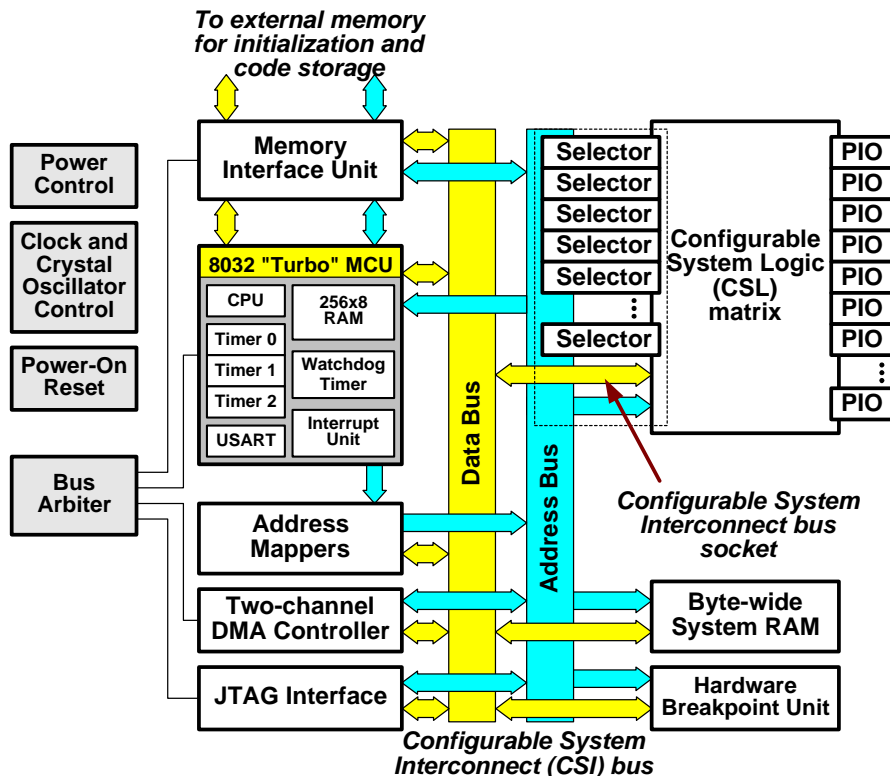 To external memory
for initialization and
code storage
Memory
Interface Unit
Power
Control
Clock and
Crystal
Oscillator
Control
Power-On
Reset
Bus
Arbiter
8032 "Turbo" MCU
CPU
256x8
RAM
Timer 0
Timer 1
Timer 2
Watchdog
Timer
USART
Interrupt
Unit
Address
Mappers
Two-channel
DMA Controller
JTAG Interface
Data Bus
Address Bus
Selector
Selector
Selector
Selector
Selector
...
Selector
Configurable
System Logic
(CSL)
matrix
PIO
PIO
PIO
PIO
PIO
PIO
PIO
...
PIO
Configurable System
Interconnect bus
socket
Byte-wide
System RAM
Hardware
Breakpoint Unit
Configurable System
Interconnect (CSI) bus